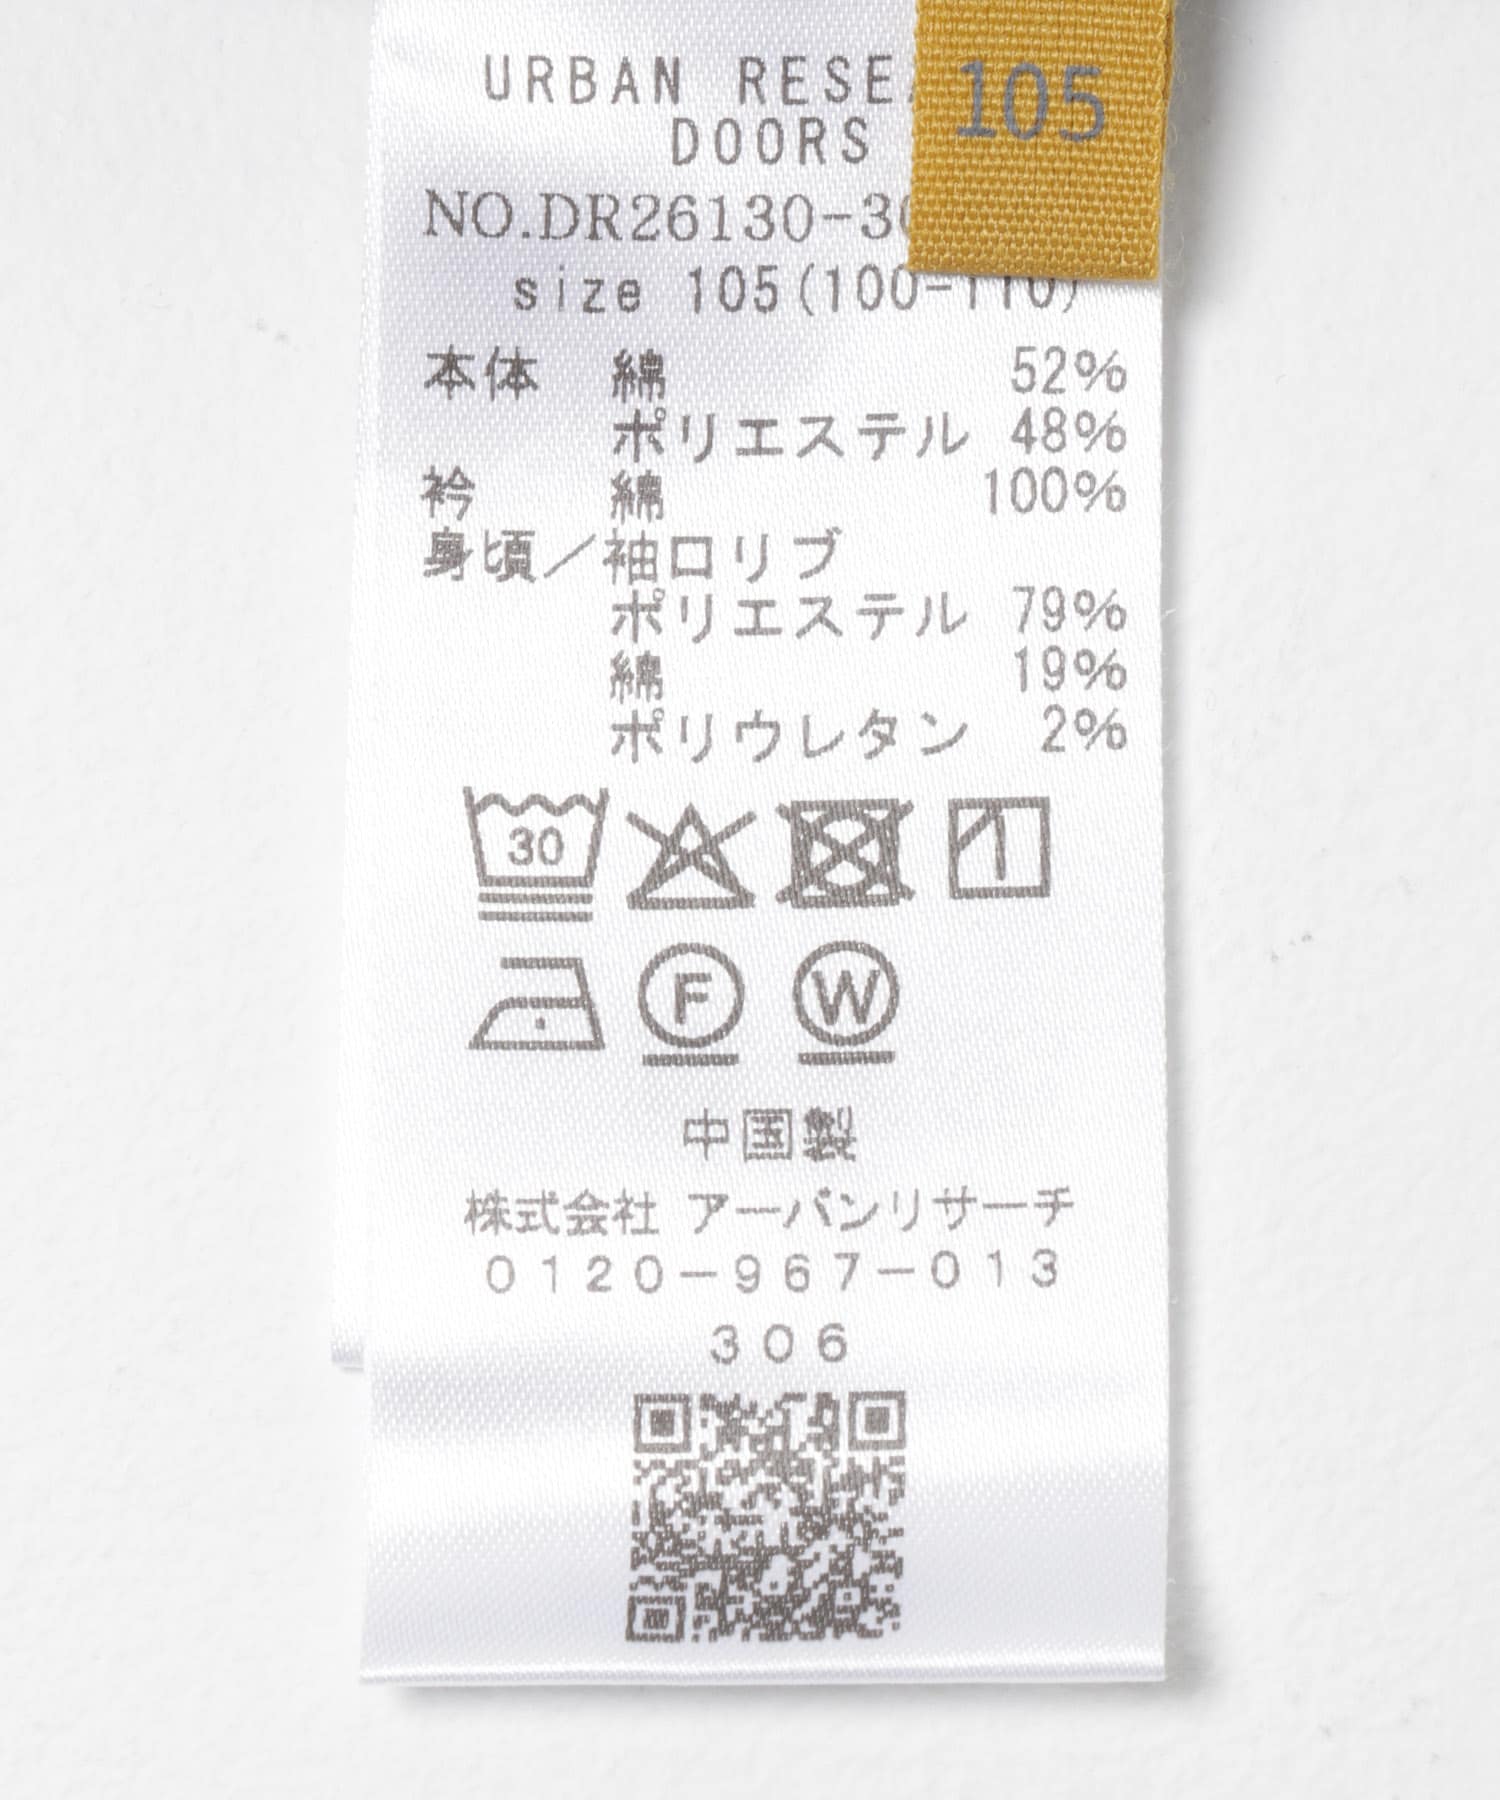 URBAN RESE
105
DOORS
NO.DR26130-30
size 105(100-110)
本体 綿 52%
ポリエステル 48%
衿 綿 100%
身頃/袖口リブ
ポリエステル 79%
綿 19%
ポリウレタン 2%
30
F W
中国製
株式会社 アーバンリサーチ
0120-967-013
306